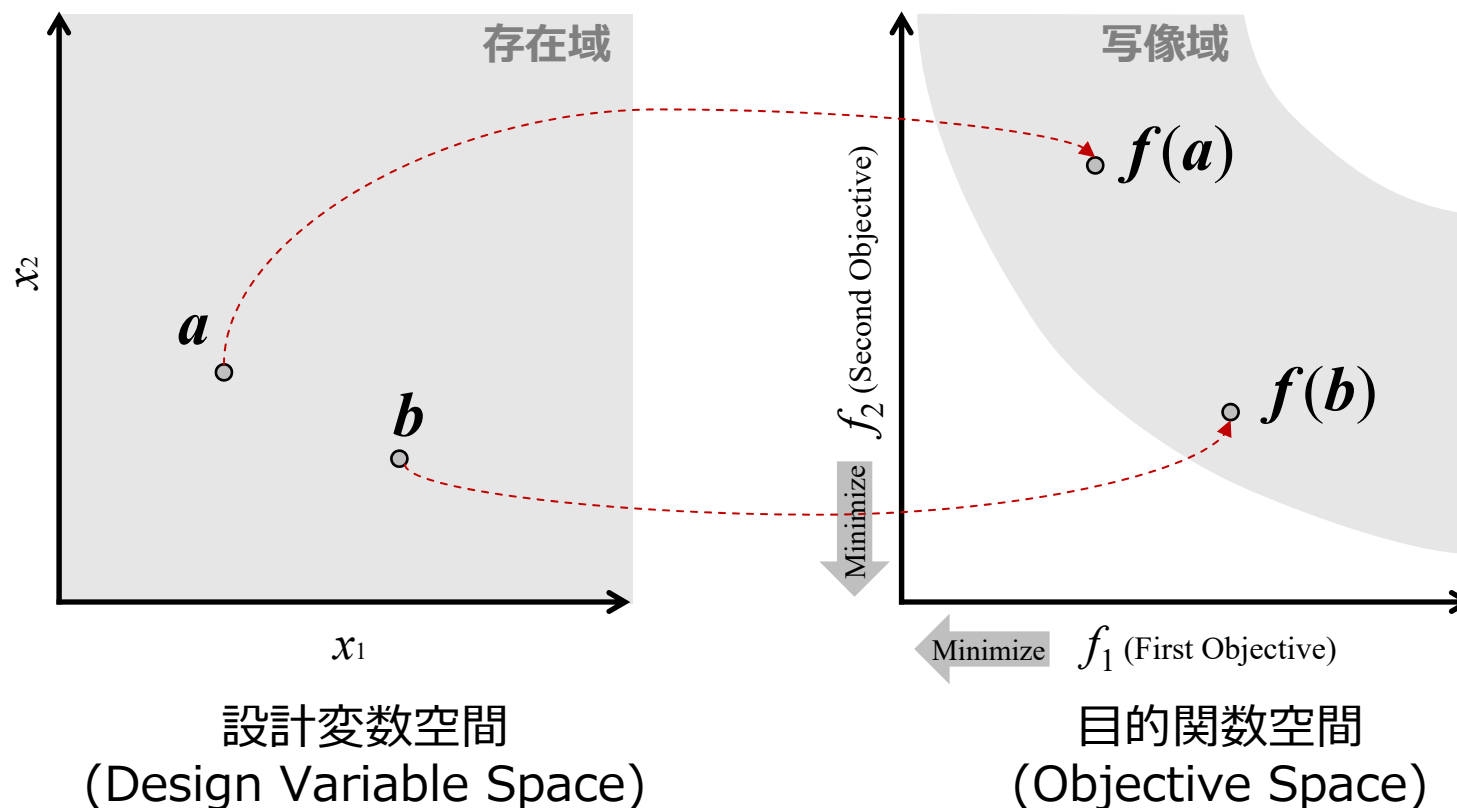 存在域
x2
a
b
x1
設計変数空間
(Design Variable Space)
写像域
f(a)
f(b)
f2 (Second Objective)
Minimize
Minimize
f1 (First Objective)
目的関数空間
(Objective Space)